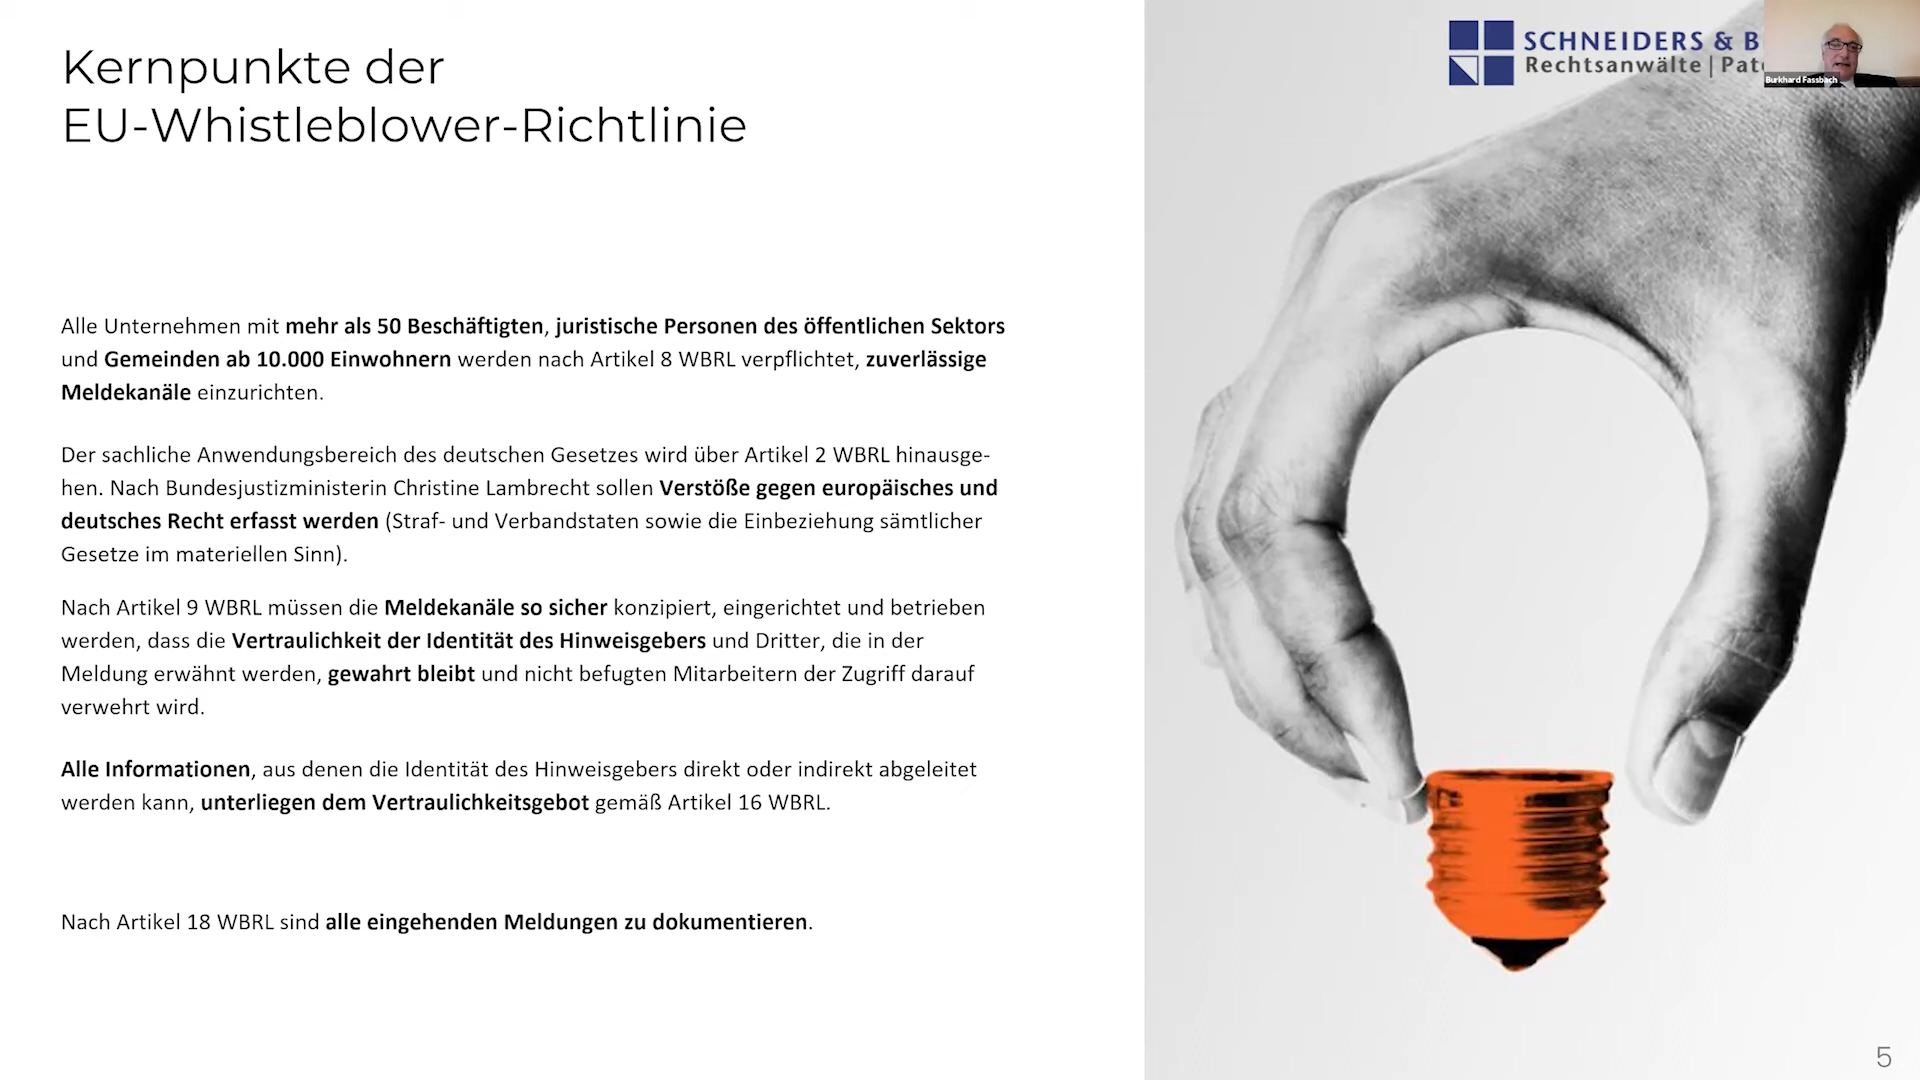 Kernpunkte der
EU-Whistleblower-Richtlinie
SCHNEIDERS & B
Rechtsanwälte | Pat
Burkhard Fassbach
Alle Unternehmen mit mehr als 50 Beschäftigten, juristische Personen des öffentlichen Sektors
und Gemeinden ab 10.000 Einwohnern werden nach Artikel 8 WBRL verpflichtet, zuverlässige
Meldekanäle einzurichten.
Der sachliche Anwendungsbereich des deutschen Gesetzes wird über Artikel 2 WBRL hinausge-
hen. Nach Bundesjustizministerin Christine Lambrecht sollen Verstöße gegen europäisches und
deutsches Recht erfasst werden (Straf- und Verbandstaten sowie die Einbeziehung sämtlicher
Gesetze im materiellen Sinn).
Nach Artikel 9 WBRL müssen die Meldekanäle so sicher konzipiert, eingerichtet und betrieben
werden, dass die Vertraulichkeit der Identität des Hinweisgebers und Dritter, die in der
Meldung erwähnt werden, gewahrt bleibt und nicht befugten Mitarbeitern der Zugriff darauf
verwehrt wird.
Alle Informationen, aus denen die Identität des Hinweisgebers direkt oder indirekt abgeleitet
werden kann, unterliegen dem Vertraulichkeitsgebot gemäß Artikel 16 WBRL.
Nach Artikel 18 WBRL sind alle eingehenden Meldungen zu dokumentieren.
5